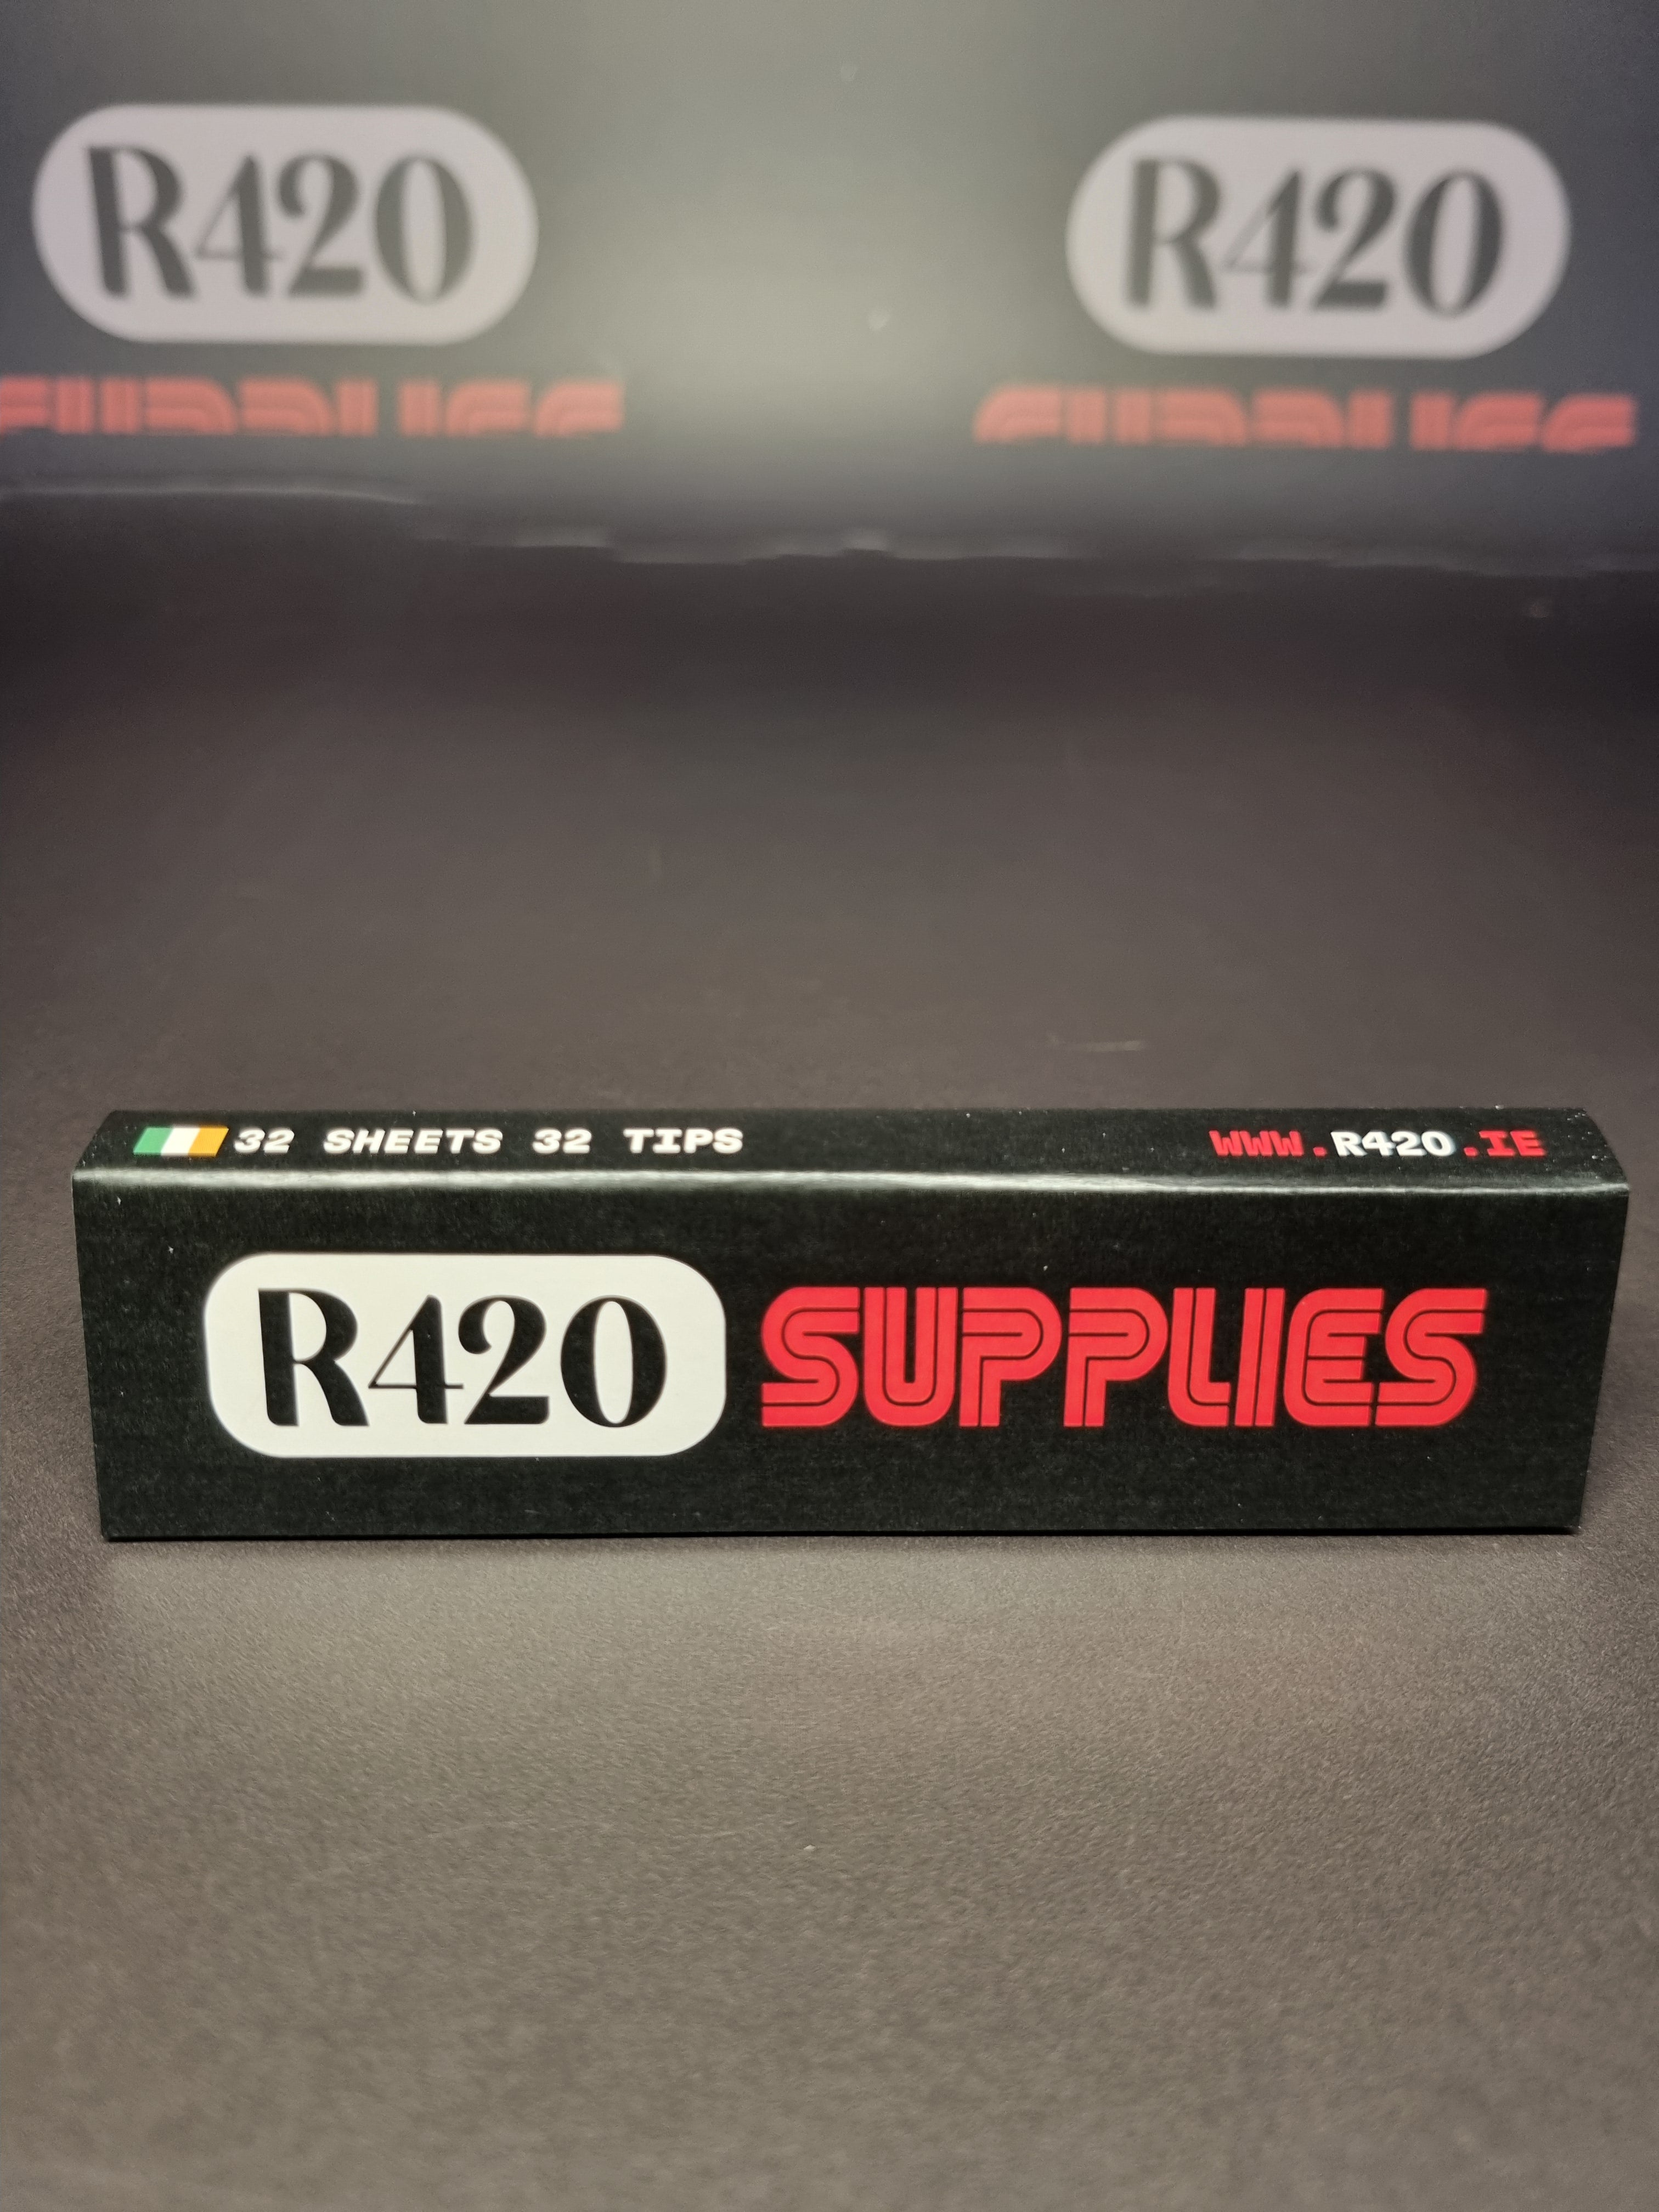 R420
R420
32 SHEETS 32 TIPS
WWW.R420.IE
R420 SUPPLIES